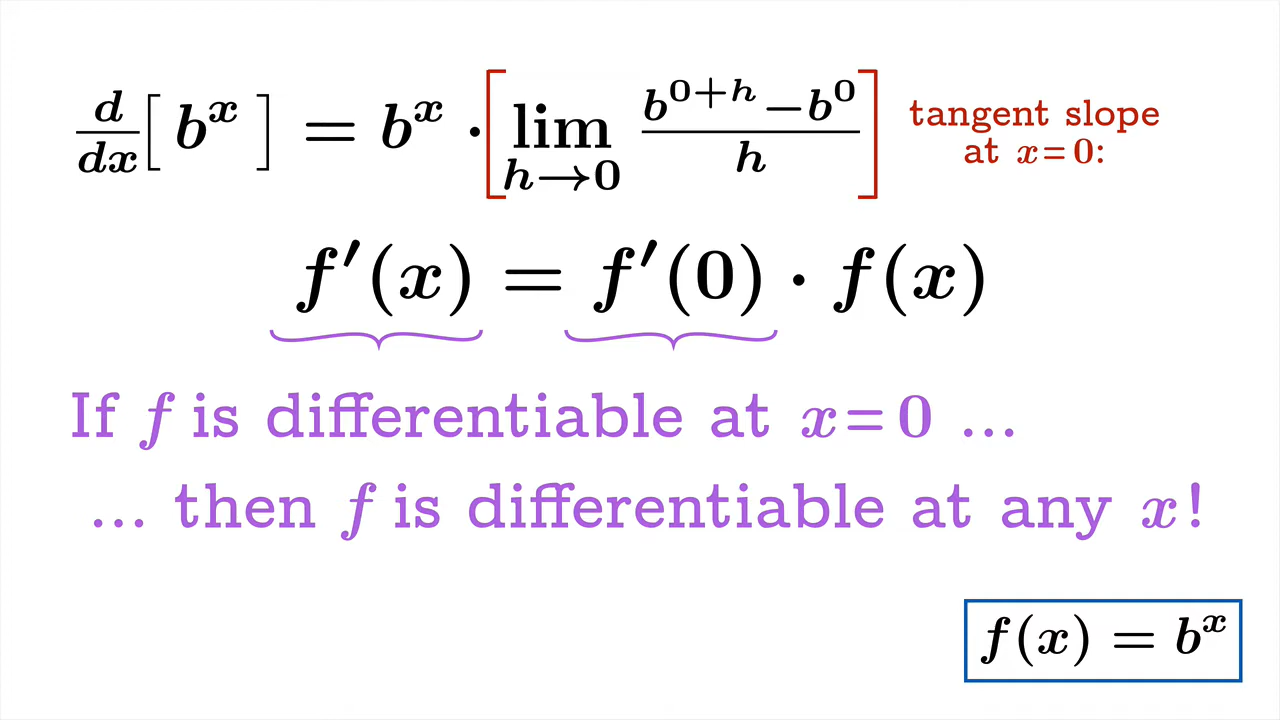 d/dx [ b^x ] = b^x · [ lim h→0 (b^{0+h} − b^0)/h ] tangent slope
at x=0:
f′(x) = f′(0) · f(x)
If f is differentiable at x=0 ...
... then f is differentiable at any x!
f(x) = b^x